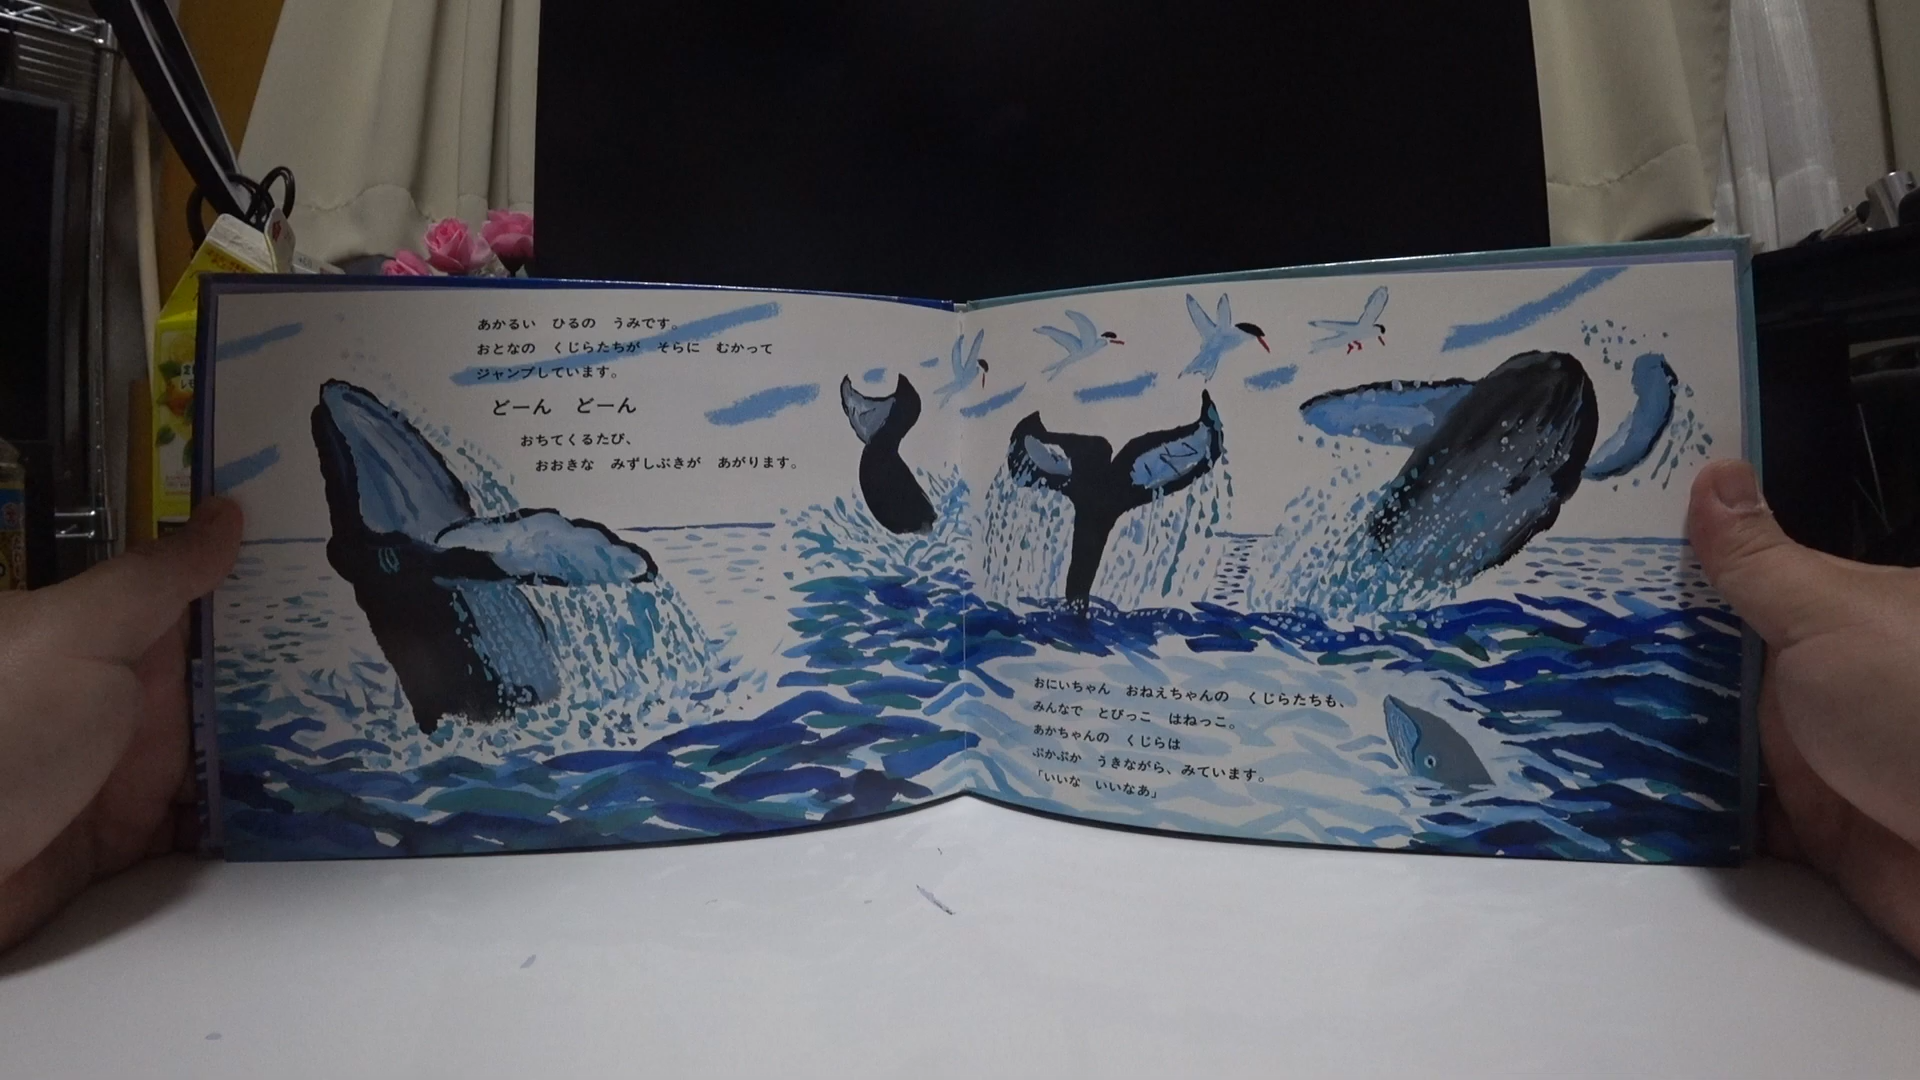 あかるい　ひるの　うみです。
おとなの　くじらたちが　そらに　むかって
ジャンプしています。
どーん　どーん
おちてくるたび、
おおきな　みずしぶきが　あがります。
おにいちゃん　おねえちゃんの　くじらたちも、
みんなで　とびっこ　はねっこ。
あかちゃんの　くじらは
ぷかぷか　うきながら、みています。
「いいな　いいなあ」